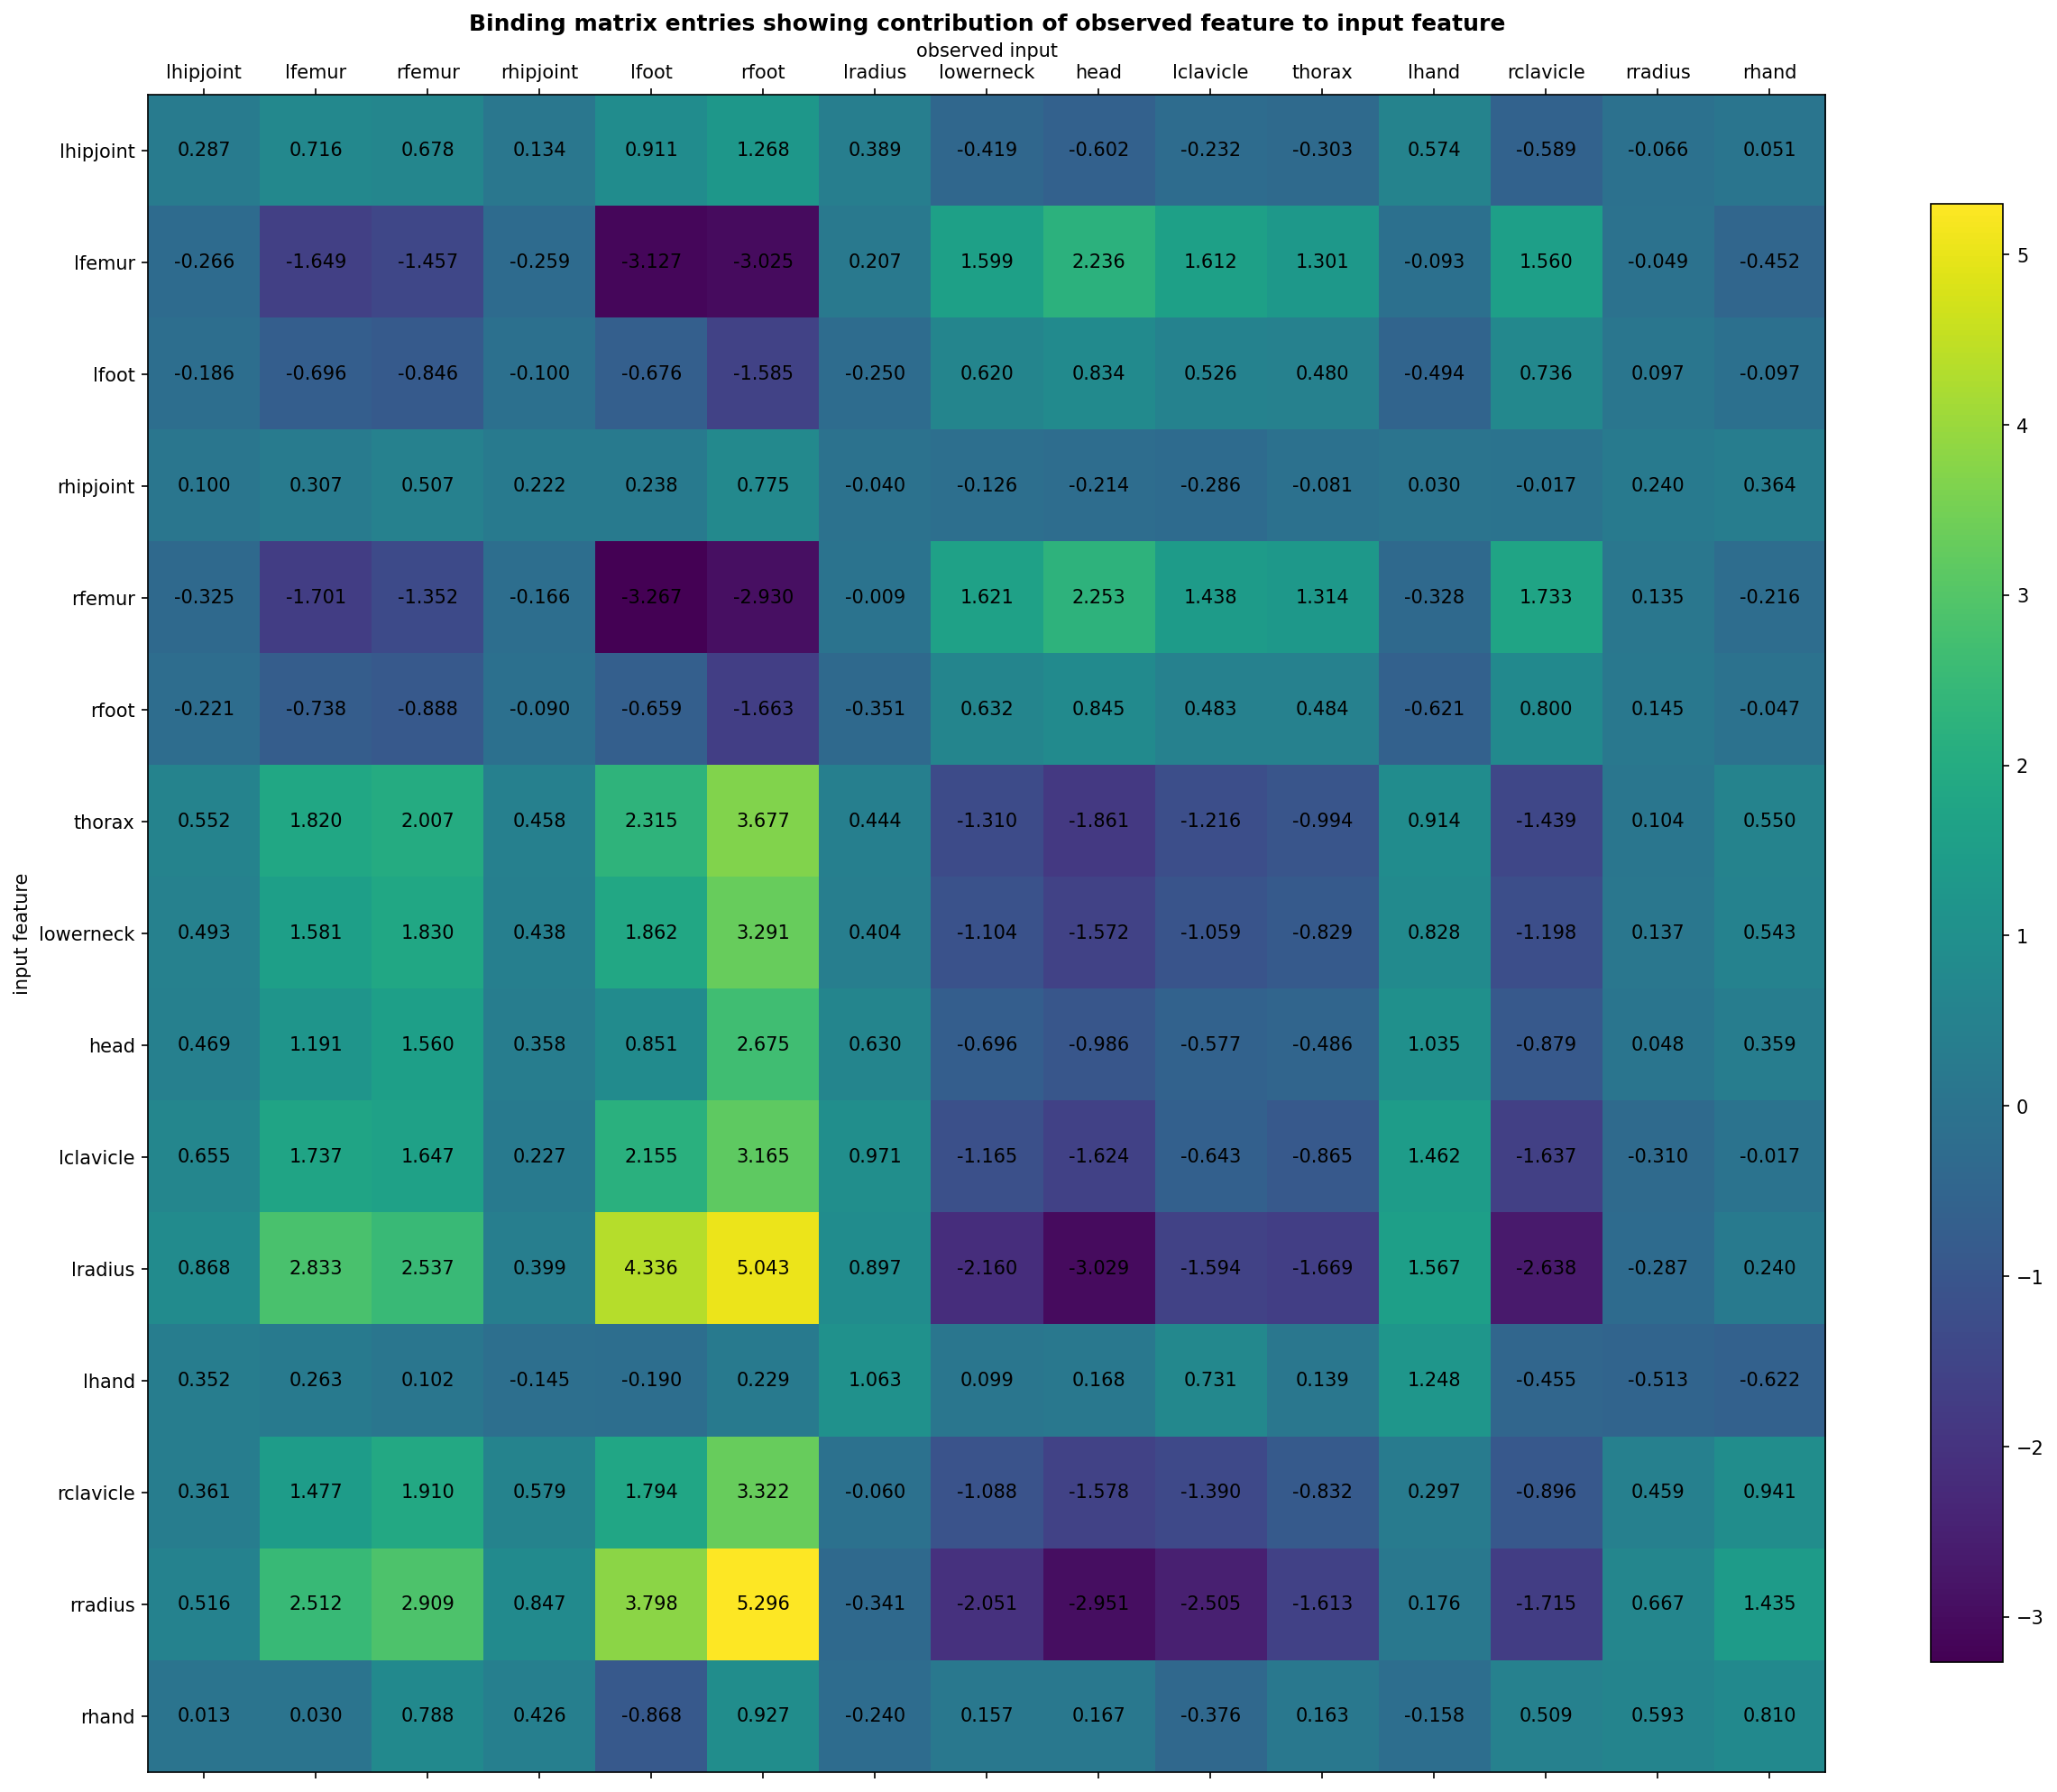 Binding matrix entries showing contribution of observed feature to input feature
observed input
lhipjoint lfemur rfemur rhipjoint lfoot rfoot lradius lowerneck head lclavicle thorax lhand rclavicle rradius rhand
input feature
lhipjoint 0.287 0.716 0.678 0.134 0.911 1.268 0.389 -0.419 -0.602 -0.232 -0.303 0.574 -0.589 -0.066 0.051
lfemur -0.266 -1.649 -1.457 -0.259 -3.127 -3.025 0.207 1.599 2.236 1.612 1.301 -0.093 1.560 -0.049 -0.452
lfoot -0.186 -0.696 -0.846 -0.100 -0.676 -1.585 -0.250 0.620 0.834 0.526 0.480 -0.494 0.736 0.097 -0.097
rhipjoint 0.100 0.307 0.507 0.222 0.238 0.775 -0.040 -0.126 -0.214 -0.286 -0.081 0.030 -0.017 0.240 0.364
rfemur -0.325 -1.701 -1.352 -0.166 -3.267 -2.930 -0.009 1.621 2.253 1.438 1.314 -0.328 1.733 0.135 -0.216
rfoot -0.221 -0.738 -0.888 -0.090 -0.659 -1.663 -0.351 0.632 0.845 0.483 0.484 -0.621 0.800 0.145 -0.047
thorax 0.552 1.820 2.007 0.458 2.315 3.677 0.444 -1.310 -1.861 -1.216 -0.994 0.914 -1.439 0.104 0.550
lowerneck 0.493 1.581 1.830 0.438 1.862 3.291 0.404 -1.104 -1.572 -1.059 -0.829 0.828 -1.198 0.137 0.543
head 0.469 1.191 1.560 0.358 0.851 2.675 0.630 -0.696 -0.986 -0.577 -0.486 1.035 -0.879 0.048 0.359
lclavicle 0.655 1.737 1.647 0.227 2.155 3.165 0.971 -1.165 -1.624 -0.643 -0.865 1.462 -1.637 -0.310 -0.017
lradius 0.868 2.833 2.537 0.399 4.336 5.043 0.897 -2.160 -3.029 -1.594 -1.669 1.567 -2.638 -0.287 0.240
lhand 0.352 0.263 0.102 -0.145 -0.190 0.229 1.063 0.099 0.168 0.731 0.139 1.248 -0.455 -0.513 -0.622
rclavicle 0.361 1.477 1.910 0.579 1.794 3.322 -0.060 -1.088 -1.578 -1.390 -0.832 0.297 -0.896 0.459 0.941
rradius 0.516 2.512 2.909 0.847 3.798 5.296 -0.341 -2.051 -2.951 -2.505 -1.613 0.176 -1.715 0.667 1.435
rhand 0.013 0.030 0.788 0.426 -0.868 0.927 -0.240 0.157 0.167 -0.376 0.163 -0.158 0.509 0.593 0.810
5
4
3
2
1
0
−1
−2
−3